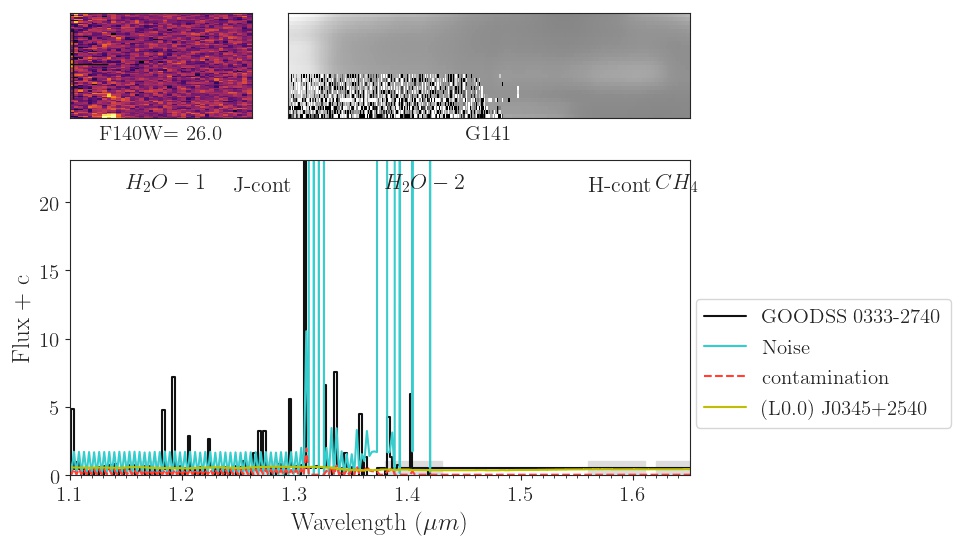 F140W= 26.0
G141
H₂O − 1
J-cont
H₂O − 2
H-cont
CH₄
Flux + c
20
15
10
5
0
1.1
1.2
1.3
1.4
1.5
1.6
Wavelength (μm)
GOODSS 0333-2740
Noise
contamination
(L0.0) J0345+2540